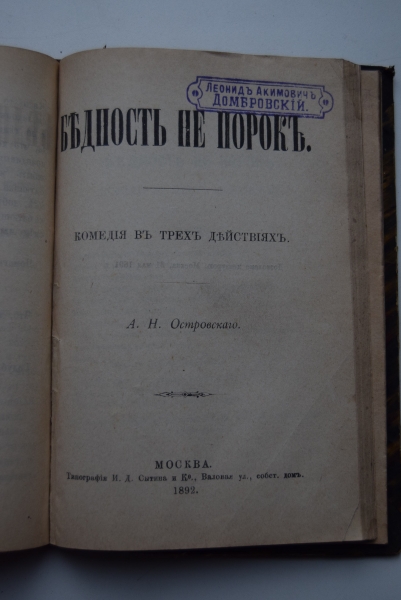 Леонидъ Акимовичъ
ДОМБРОВСКІЙ.
БѢДНОСТЬ НЕ ПОРОКЪ.
КОМЕДІЯ ВЪ ТРЕХЪ ДѢЙСТВІЯХЪ.
А. Н. Островскаго.
МОСКВА.
Типографія И. Д. Сытина и Кº., Валовая ул., собст. домъ.
1892.